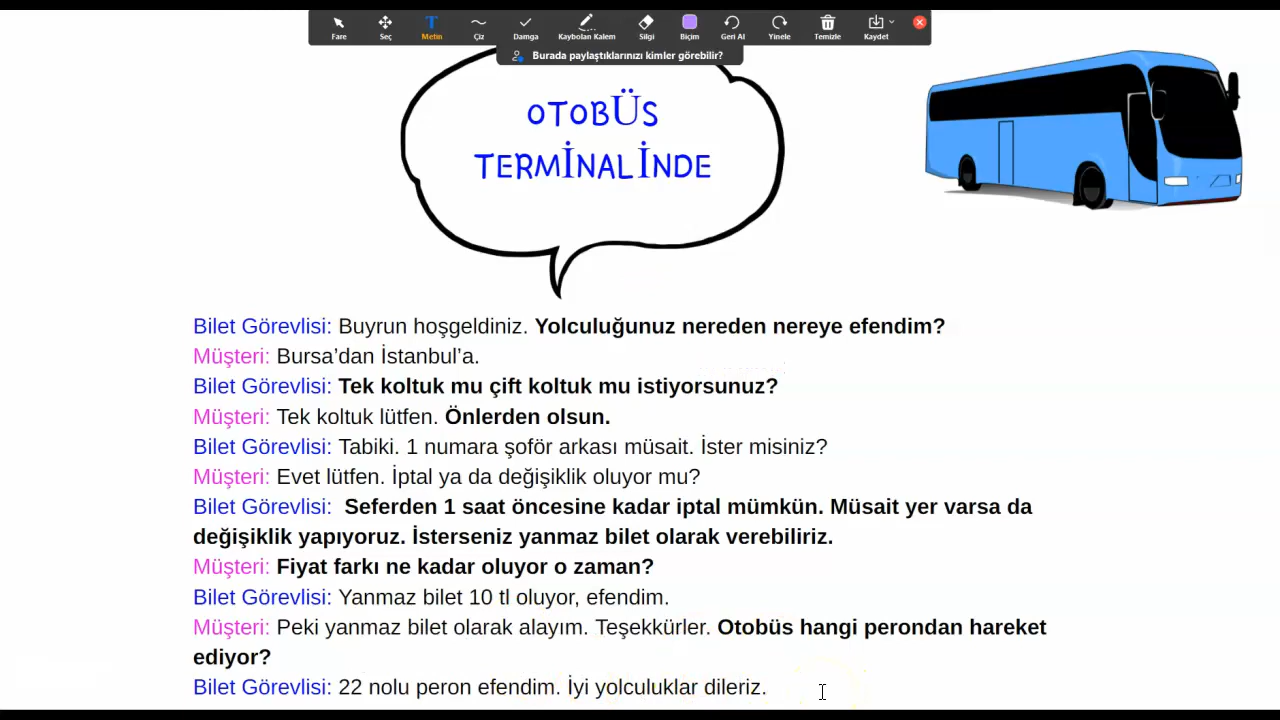 Fare Seç Metin Çiz Damga Kaybolan Kalem Silgi Biçim Geri Al Yinele Temizle Kaydet
Burada paylaştıklarınızı kimler görebilir?
OTOBÜS
TERMİNALİNDE
Bilet Görevlisi: Buyrun hoşgeldiniz. Yolculuğunuz nereden nereye efendim?
Müşteri: Bursa’dan İstanbul’a.
Bilet Görevlisi: Tek koltuk mu çift koltuk mu istiyorsunuz?
Müşteri: Tek koltuk lütfen. Önlerden olsun.
Bilet Görevlisi: Tabiki. 1 numara şoför arkası müsait. İster misiniz?
Müşteri: Evet lütfen. İptal ya da değişiklik oluyor mu?
Bilet Görevlisi: Seferden 1 saat öncesine kadar iptal mümkün. Müsait yer varsa da
değişiklik yapıyoruz. İsterseniz yanmaz bilet olarak verebiliriz.
Müşteri: Fiyat farkı ne kadar oluyor o zaman?
Bilet Görevlisi: Yanmaz bilet 10 tl oluyor, efendim.
Müşteri: Peki yanmaz bilet olarak alayım. Teşekkürler. Otobüs hangi perondan hareket
ediyor?
Bilet Görevlisi: 22 nolu peron efendim. İyi yolculuklar dileriz.